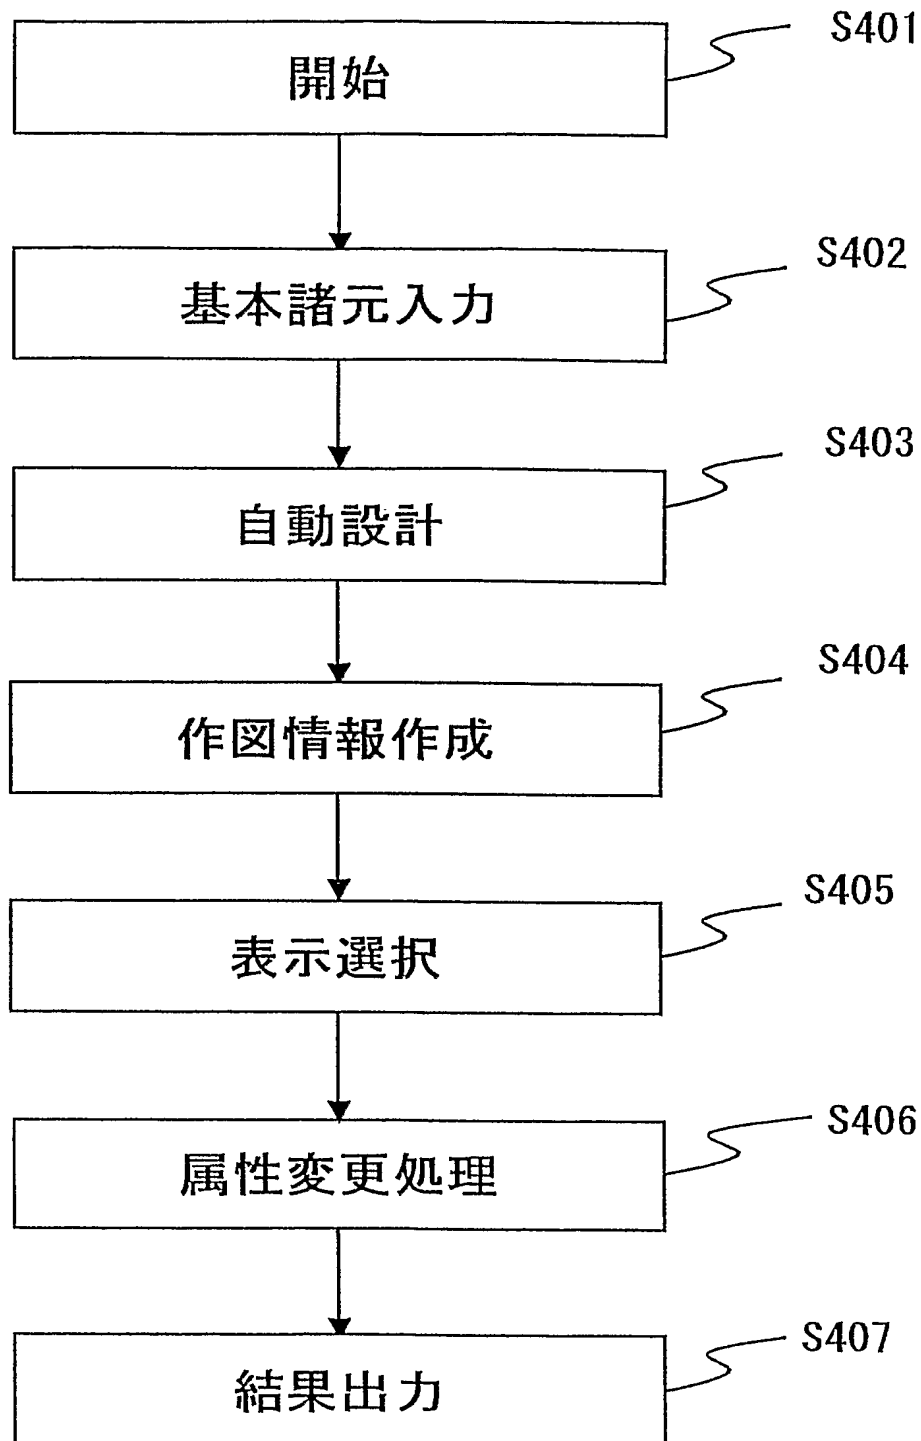 S401
開始
S402
基本諸元入力
S403
自動設計
S404
作図情報作成
S405
表示選択
S406
属性変更処理
S407
結果出力